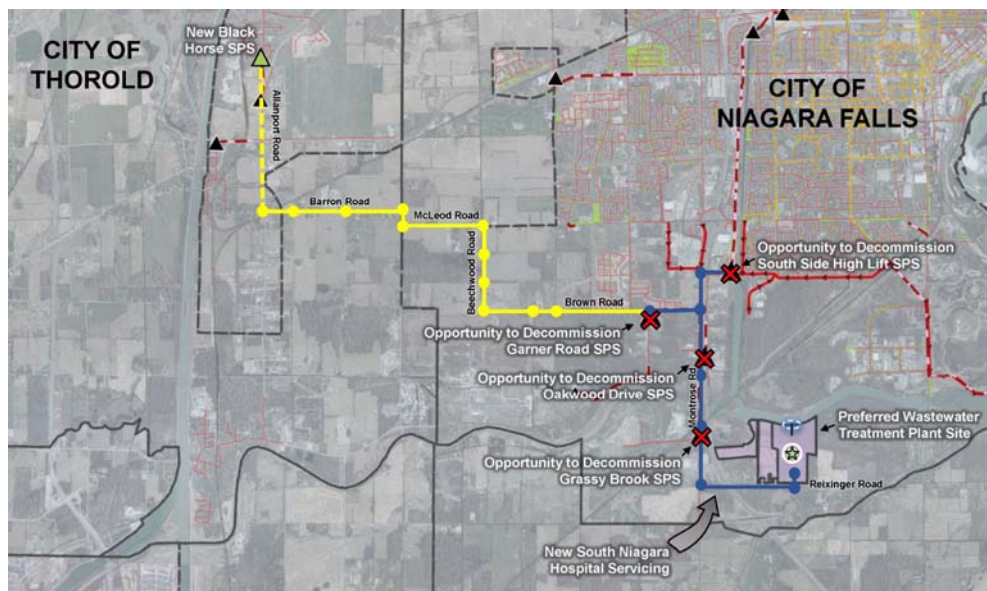 New Black
Horse SPS
CITY OF
THOROLD
CITY OF
NIAGARA FALLS
Allanport Road
Barron Road
McLeod Road
Beechwood Road
Brown Road
Opportunity to Decommission
South Side High Lift SPS
Opportunity to Decommission
Garner Road SPS
Opportunity to Decommission
Oakwood Drive SPS
Montrose Rd
Preferred Wastewater
Treatment Plant Site
Opportunity to Decommission
Grassy Brook SPS
Reixinger Road
New South Niagara
Hospital Servicing